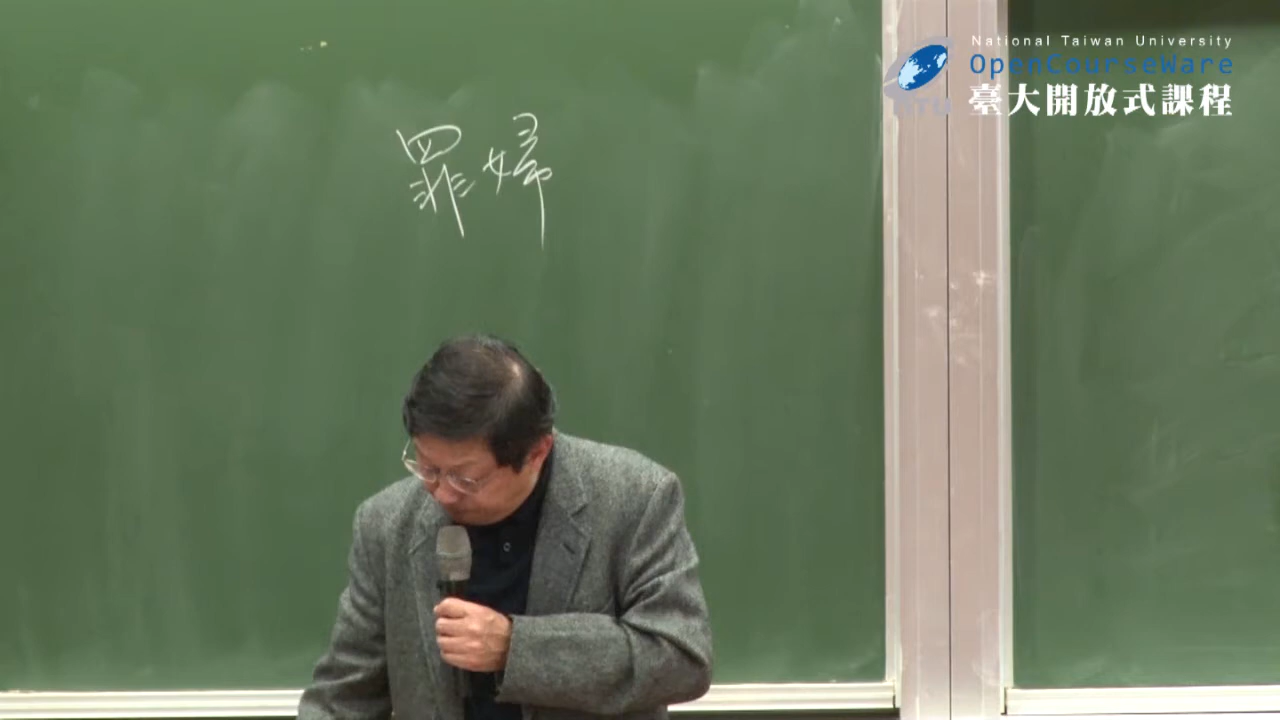 National Taiwan University
OpenCourseWare
臺大開放式課程
罪婦